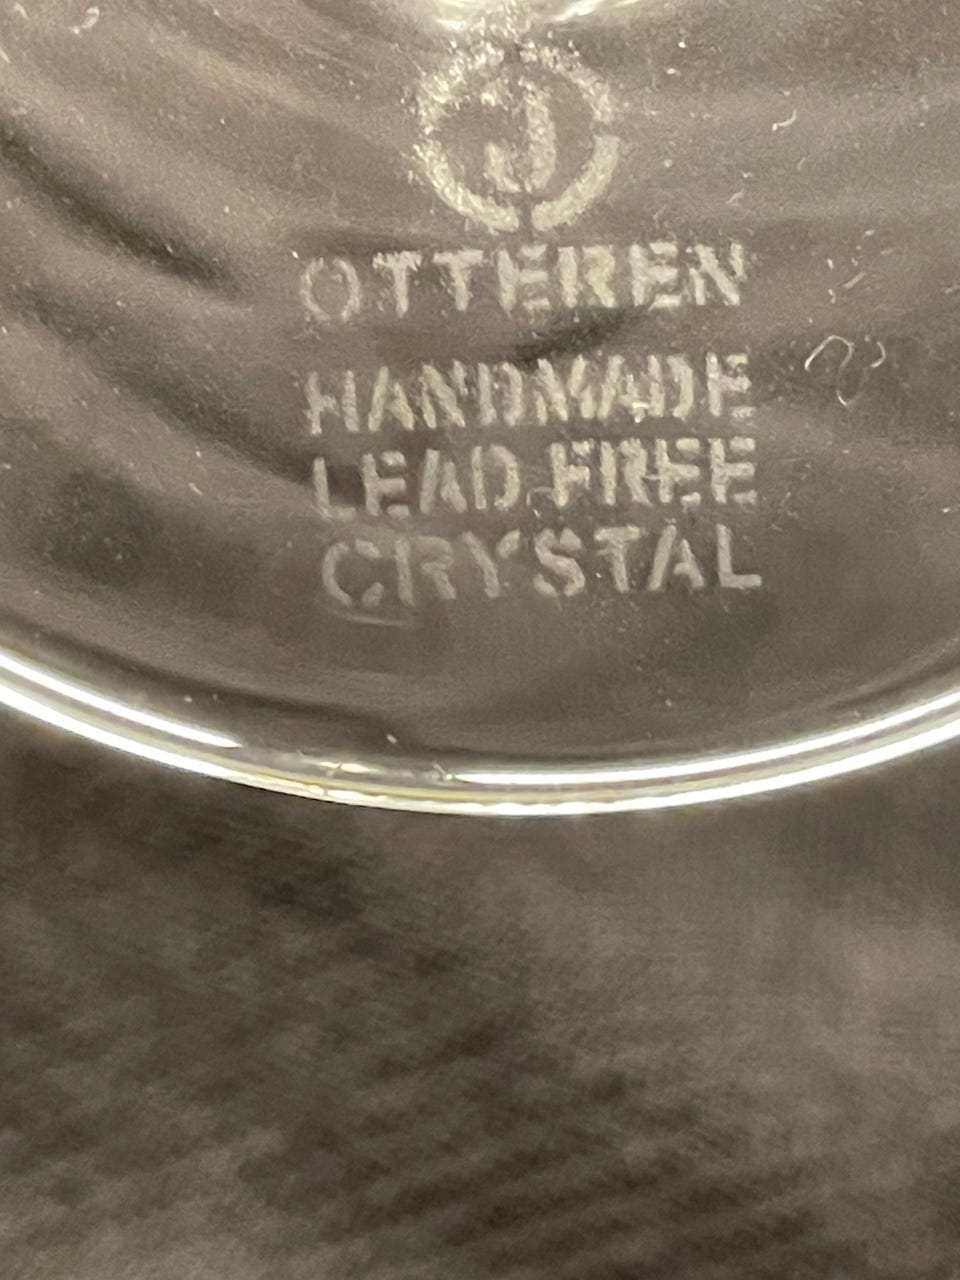 J
OTTEREN
HANDMADE
LEAD FREE
CRYSTAL